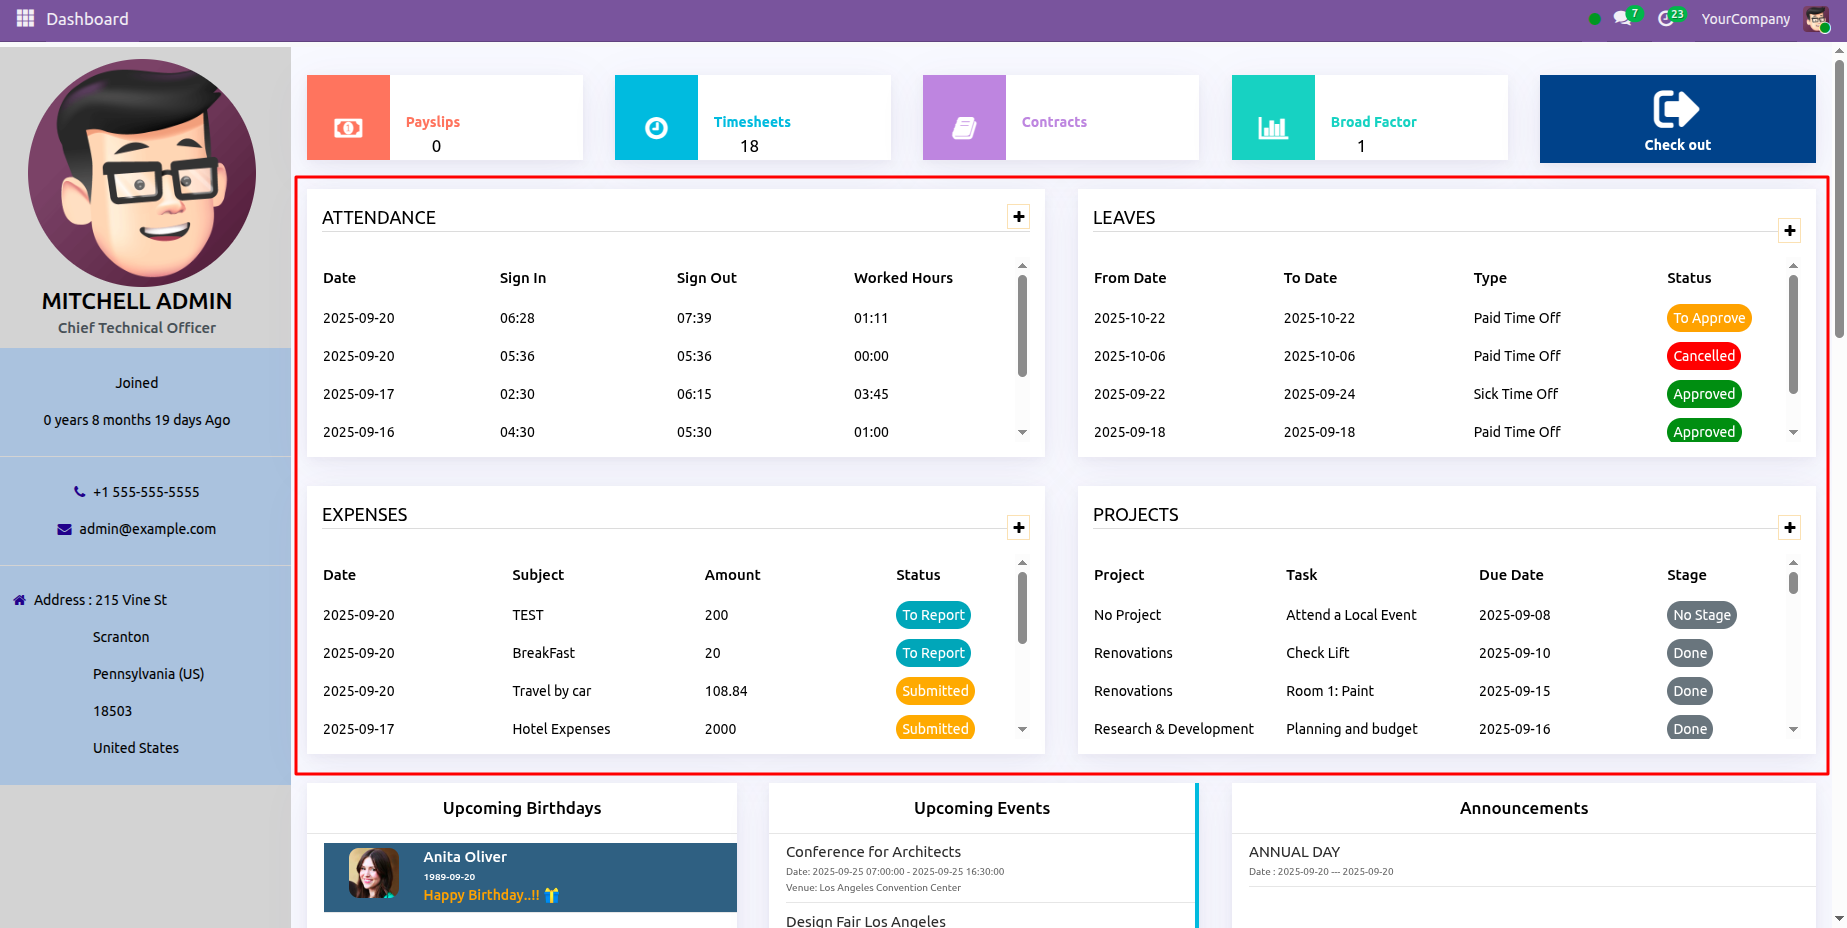 Dashboard
7
23
YourCompany
MITCHELL ADMIN
Chief Technical Officer
Joined
0 years 8 months 19 days Ago
+1 555-555-5555
admin@example.com
Address : 215 Vine St
Scranton
Pennsylvania (US)
18503
United States
Payslips
0
Timesheets
18
Contracts
Broad Factor
1
Check out
ATTENDANCE
+
Date Sign In Sign Out Worked Hours
2025-09-20 06:28 07:39 01:11
2025-09-20 05:36 05:36 00:00
2025-09-17 02:30 06:15 03:45
2025-09-16 04:30 05:30 01:00
LEAVES
+
From Date To Date Type Status
2025-10-22 2025-10-22 Paid Time Off To Approve
2025-10-06 2025-10-06 Paid Time Off Cancelled
2025-09-22 2025-09-24 Sick Time Off Approved
2025-09-18 2025-09-18 Paid Time Off Approved
EXPENSES
+
Date Subject Amount Status
2025-09-20 TEST 200 To Report
2025-09-20 BreakFast 20 To Report
2025-09-20 Travel by car 108.84 Submitted
2025-09-17 Hotel Expenses 2000 Submitted
PROJECTS
+
Project Task Due Date Stage
No Project Attend a Local Event 2025-09-08 No Stage
Renovations Check Lift 2025-09-10 Done
Renovations Room 1: Paint 2025-09-15 Done
Research & Development Planning and budget 2025-09-16 Done
Upcoming Birthdays
Anita Oliver
1989-09-20
Happy Birthday..!!
Upcoming Events
Conference for Architects
Date: 2025-09-25 07:00:00 - 2025-09-25 16:30:00
Venue: Los Angeles Convention Center
Design Fair Los Angeles
Announcements
ANNUAL DAY
Date : 2025-09-20 — 2025-09-20